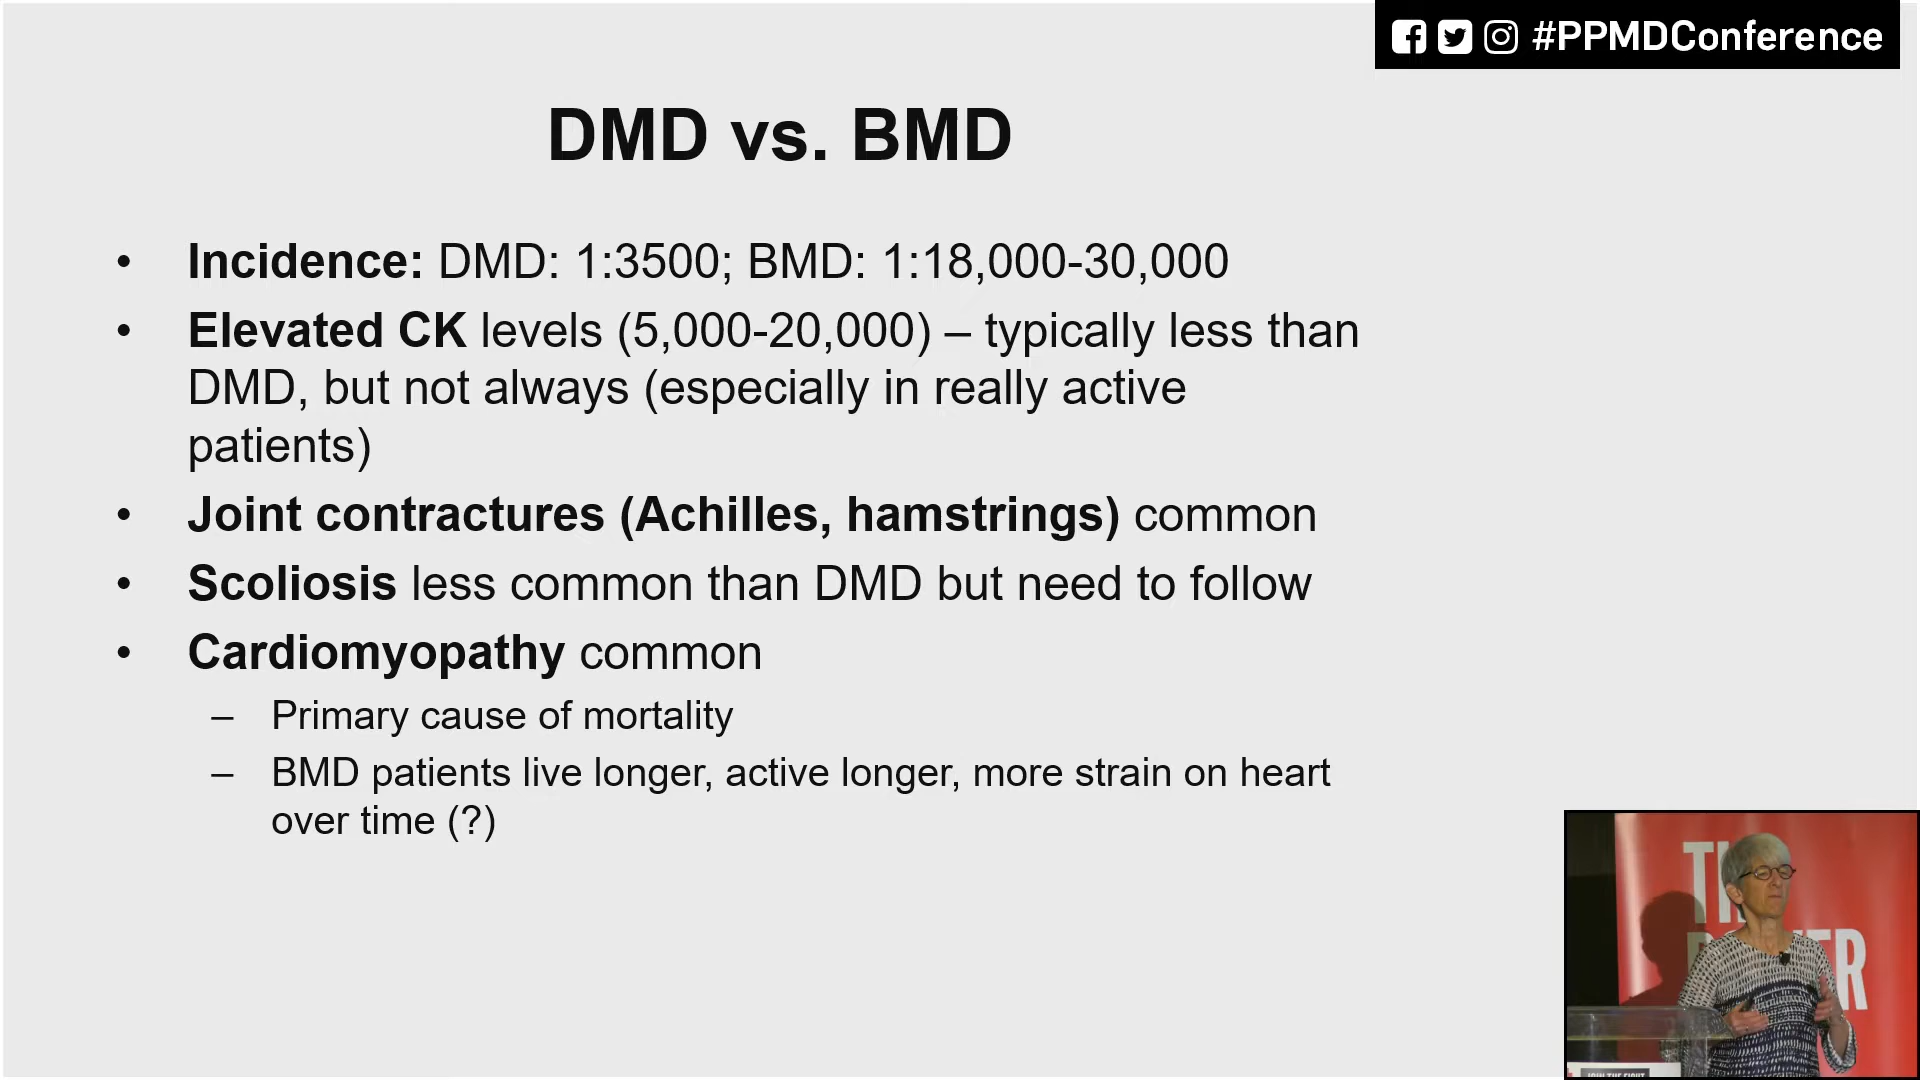 #PPMDConference
DMD vs. BMD
• Incidence: DMD: 1:3500; BMD: 1:18,000-30,000
• Elevated CK levels (5,000-20,000) – typically less than
DMD, but not always (especially in really active
patients)
• Joint contractures (Achilles, hamstrings) common
• Scoliosis less common than DMD but need to follow
• Cardiomyopathy common
– Primary cause of mortality
– BMD patients live longer, active longer, more strain on heart
over time (?)
JOIN THE FIGHT